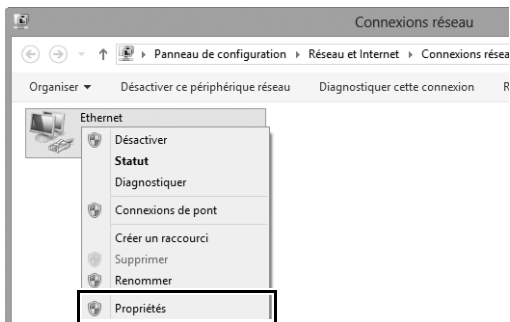 Connexions réseau
Panneau de configuration Réseau et Internet Connexions résea
Organiser Désactiver ce périphérique réseau Diagnostiquer cette connexion R
Ethernet
Désactiver
Statut
Diagnostiquer
Connexions de pont
Créer un raccourci
Supprimer
Renommer
Propriétés